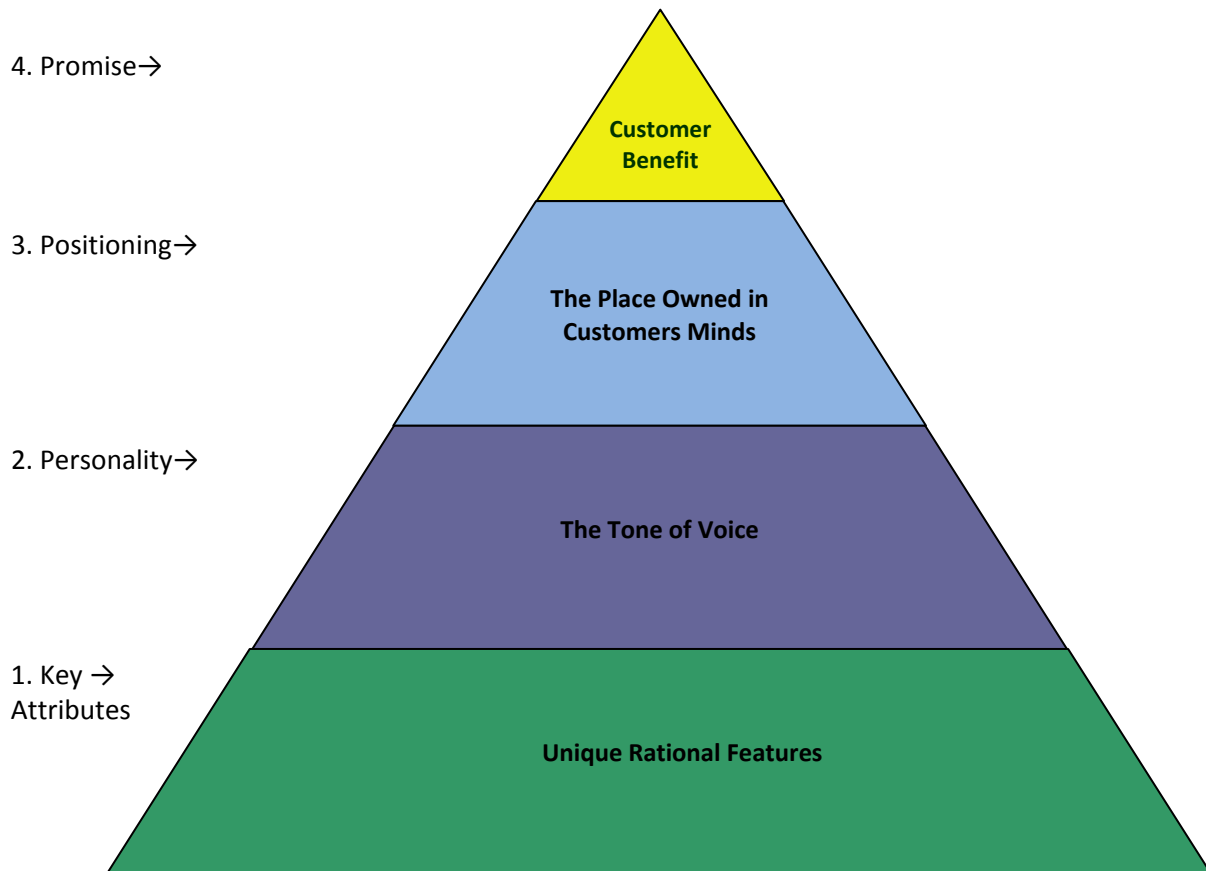 4. Promise→
Customer
Benefit
3. Positioning→
The Place Owned in
Customers Minds
2. Personality→
The Tone of Voice
1. Key →
Attributes
Unique Rational Features